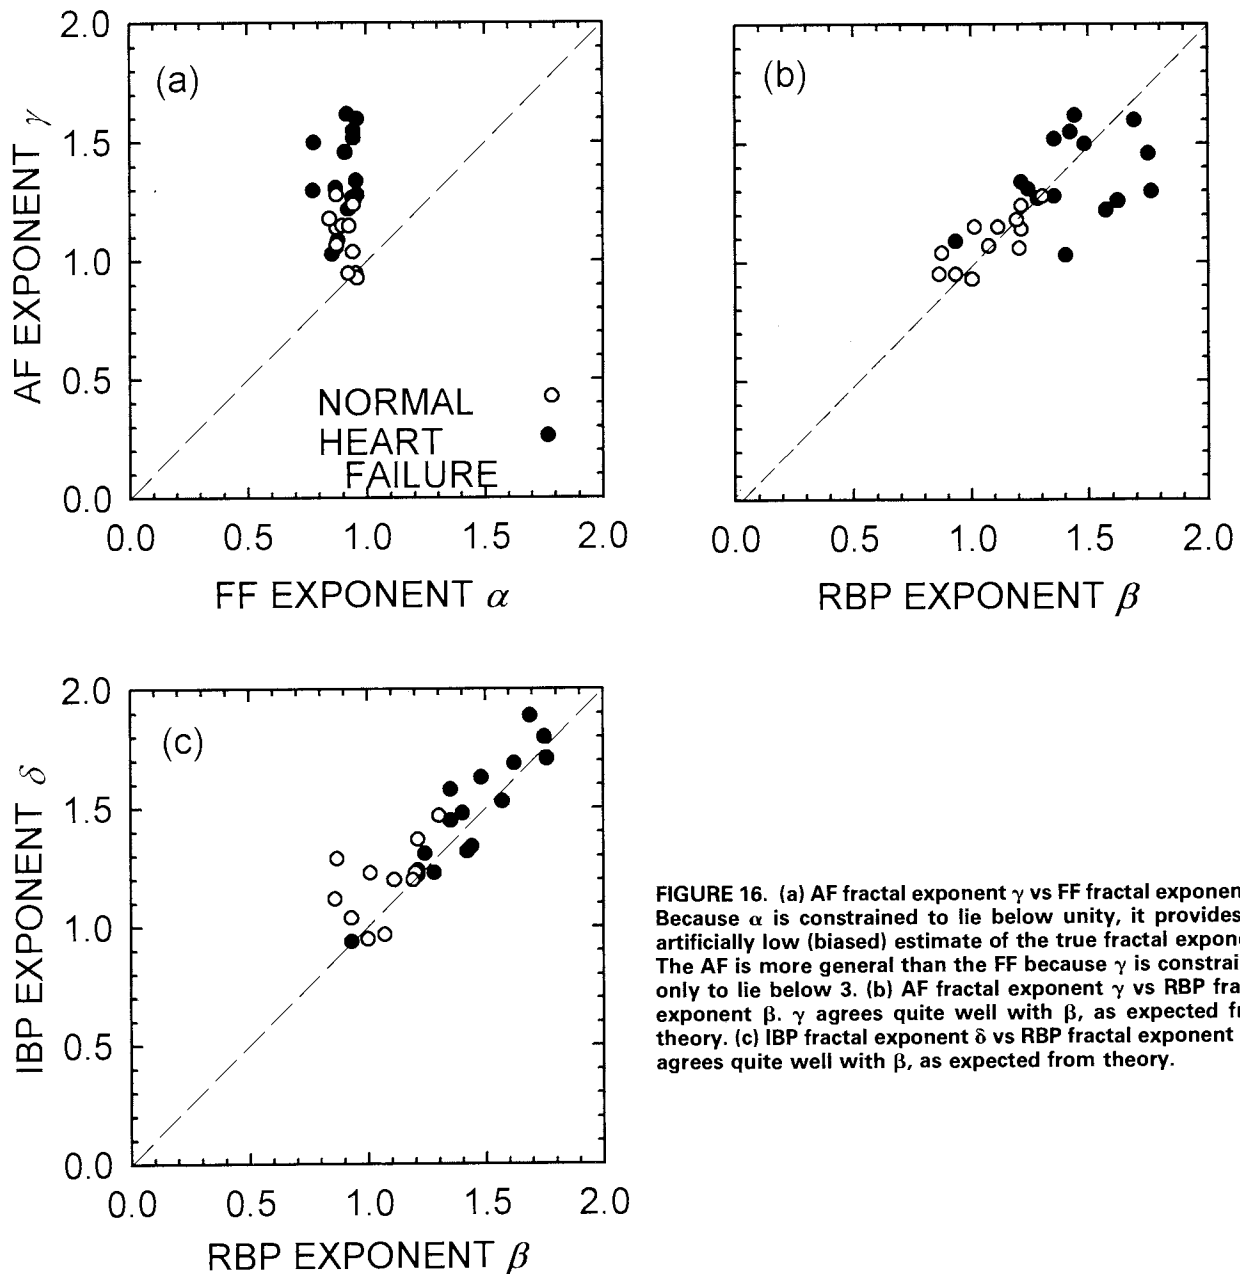 2.0
(a)
1.5
1.0
0.5
0.0
AF EXPONENT γ
NORMAL
HEART
FAILURE
0.0 0.5 1.0 1.5 2.0
FF EXPONENT α
(b)
0.0 0.5 1.0 1.5 2.0
RBP EXPONENT β
2.0
(c)
1.5
1.0
0.5
0.0
IBP EXPONENT δ
0.0 0.5 1.0 1.5 2.0
RBP EXPONENT β
FIGURE 16. (a) AF fractal exponent γ vs FF fractal exponen
Because α is constrained to lie below unity, it provides
artificially low (biased) estimate of the true fractal expone
The AF is more general than the FF because γ is constrai
only to lie below 3. (b) AF fractal exponent γ vs RBP fra
exponent β. γ agrees quite well with β, as expected fr
theory. (c) IBP fractal exponent δ vs RBP fractal exponent
agrees quite well with β, as expected from theory.